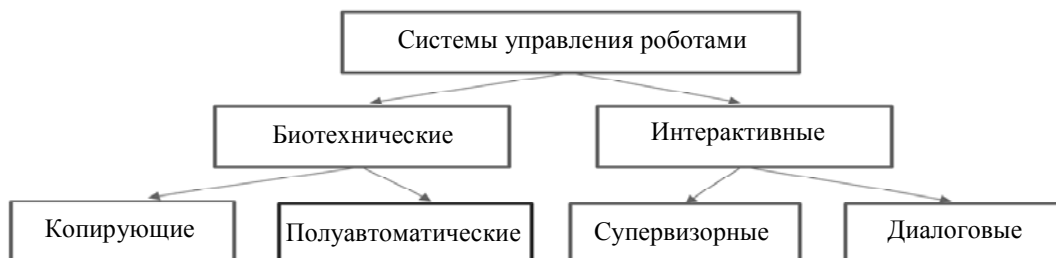 Системы управления роботами
Биотехнические
Интерактивные
Копирующие
Полуавтоматические
Супервизорные
Диалоговые